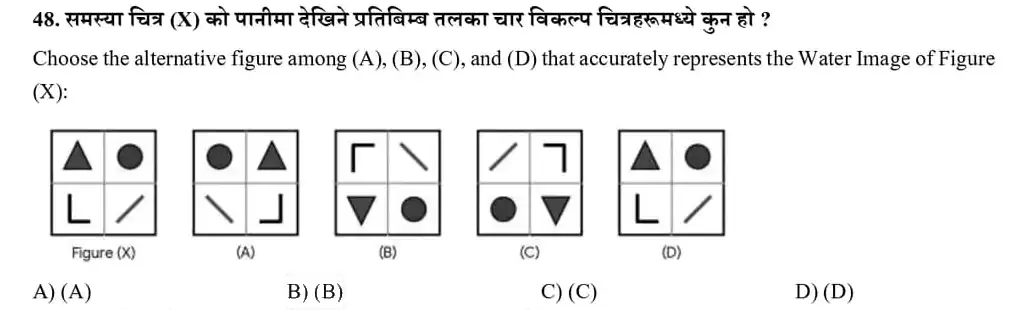 48. समस्या चित्र (X) को पानीमा देखिने प्रतिबिम्ब तलका चार विकल्प चित्रहरूमध्ये कुन हो ?
Choose the alternative figure among (A), (B), (C), and (D) that accurately represents the Water Image of Figure
(X):
Figure (X) (A) (B) (C) (D)
A) (A) B) (B) C) (C) D) (D)